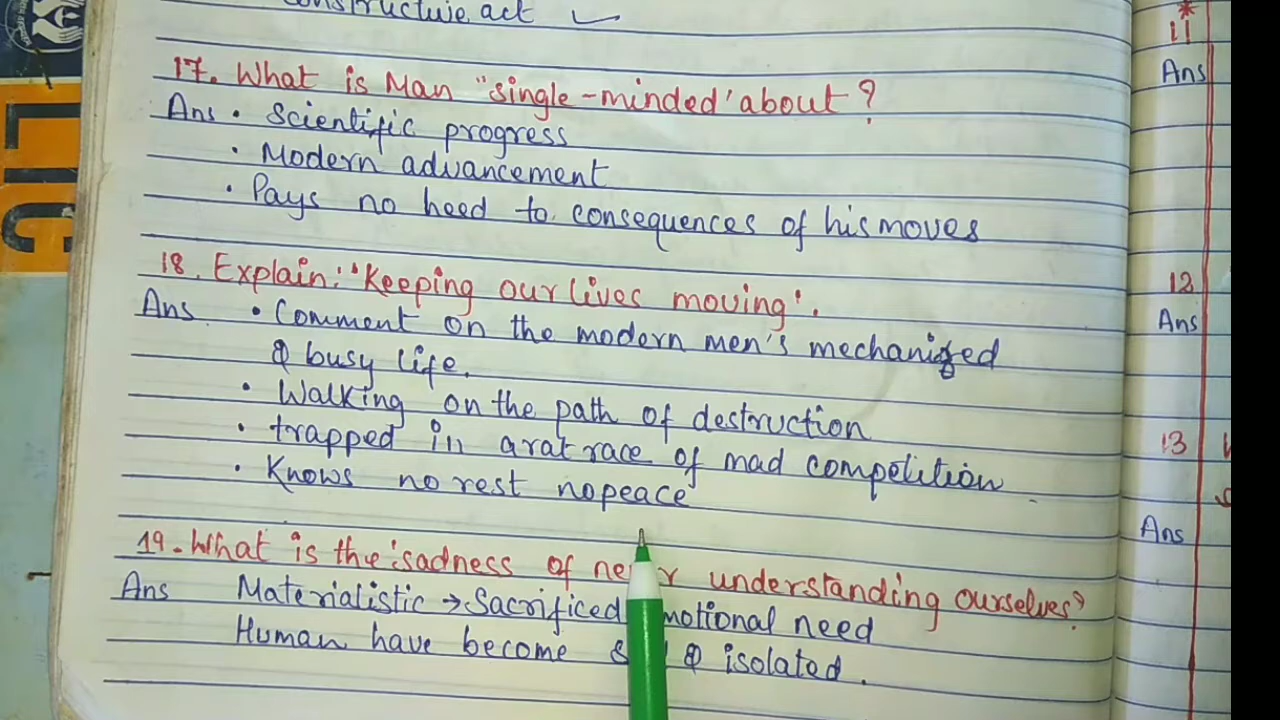 constructive act
17. What is Man "single-minded' about?
Ans • Scientific progress
• Modern advancement
• Pays no heed to consequences of his moves
18. Explain: 'Keeping our lives moving'.
Ans • Comment on the modern men's mechanized
& busy life.
• Walking on the path of destruction
• trapped in a rat race of mad competition
• Knows no rest no peace
19. What is the 'sadness of understanding ourselves?
Ans Materialistic → Sacrificed need
Human have become & isolated.
11
Ans
12
Ans
13
Ans
LIC